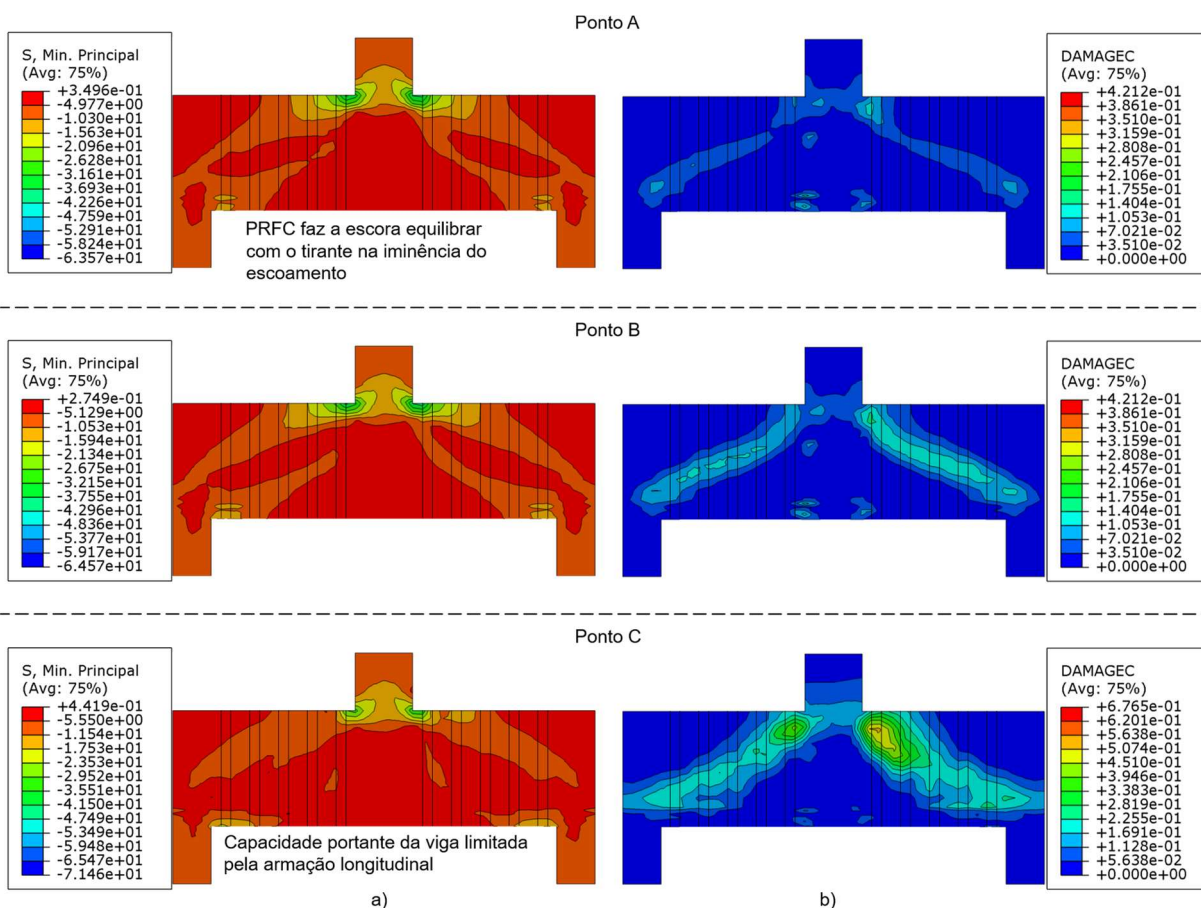 Ponto A
S, Min. Principal
(Avg: 75%)
+3.496e-01
-4.977e+00
-1.030e+01
-1.563e+01
-2.096e+01
-2.628e+01
-3.161e+01
-3.693e+01
-4.226e+01
-4.759e+01
-5.291e+01
-5.824e+01
-6.357e+01
PRFC faz a escora equilibrar
com o tirante na iminência do
escoamento
DAMAGEC
(Avg: 75%)
+4.212e-01
+3.861e-01
+3.510e-01
+3.159e-01
+2.808e-01
+2.457e-01
+2.106e-01
+1.755e-01
+1.404e-01
+1.053e-01
+7.021e-02
+3.510e-02
+0.000e+00
Ponto B
S, Min. Principal
(Avg: 75%)
+2.749e-01
-5.129e+00
-1.053e+01
-1.594e+01
-2.134e+01
-2.675e+01
-3.215e+01
-3.755e+01
-4.296e+01
-4.836e+01
-5.377e+01
-5.917e+01
-6.457e+01
DAMAGEC
(Avg: 75%)
+4.212e-01
+3.861e-01
+3.510e-01
+3.159e-01
+2.808e-01
+2.457e-01
+2.106e-01
+1.755e-01
+1.404e-01
+1.053e-01
+7.021e-02
+3.510e-02
+0.000e+00
Ponto C
S, Min. Principal
(Avg: 75%)
+4.419e-01
-5.550e+00
-1.154e+01
-1.753e+01
-2.353e+01
-2.952e+01
-3.551e+01
-4.150e+01
-4.749e+01
-5.349e+01
-5.948e+01
-6.547e+01
-7.146e+01
Capacidade portante da viga limitada
pela armação longitudinal
DAMAGEC
(Avg: 75%)
+6.765e-01
+6.201e-01
+5.638e-01
+5.074e-01
+4.510e-01
+3.946e-01
+3.383e-01
+2.819e-01
+2.255e-01
+1.691e-01
+1.128e-01
+5.638e-02
+0.000e+00
a)
b)